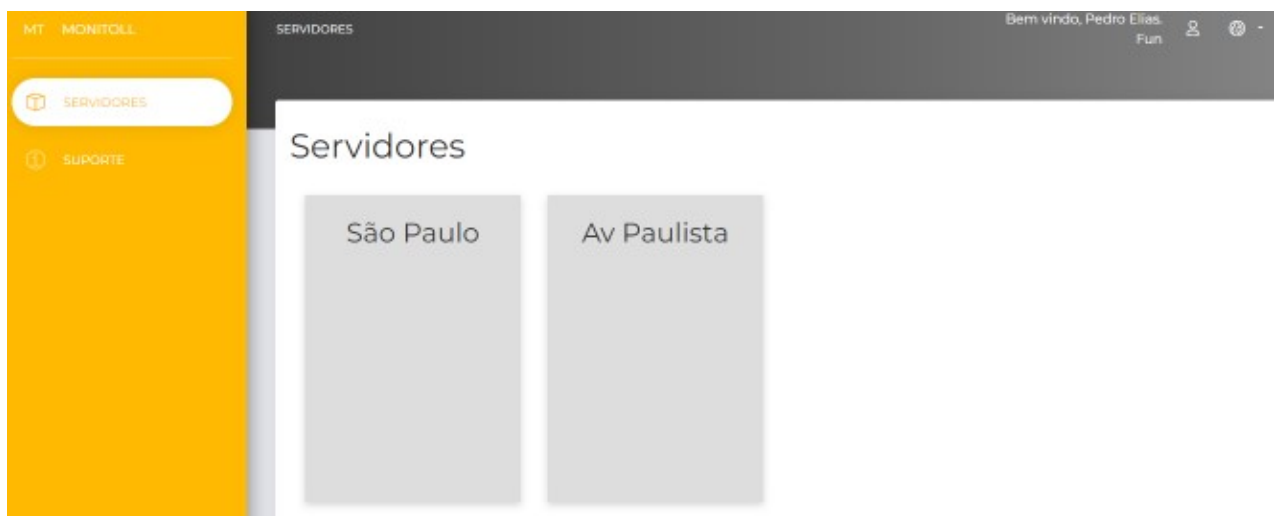 MT MONITOLL
SERVIDORES
Bem vindo, Pedro Elias.
Fun
SERVIDORES
SUPORTE
Servidores
São Paulo
Av Paulista